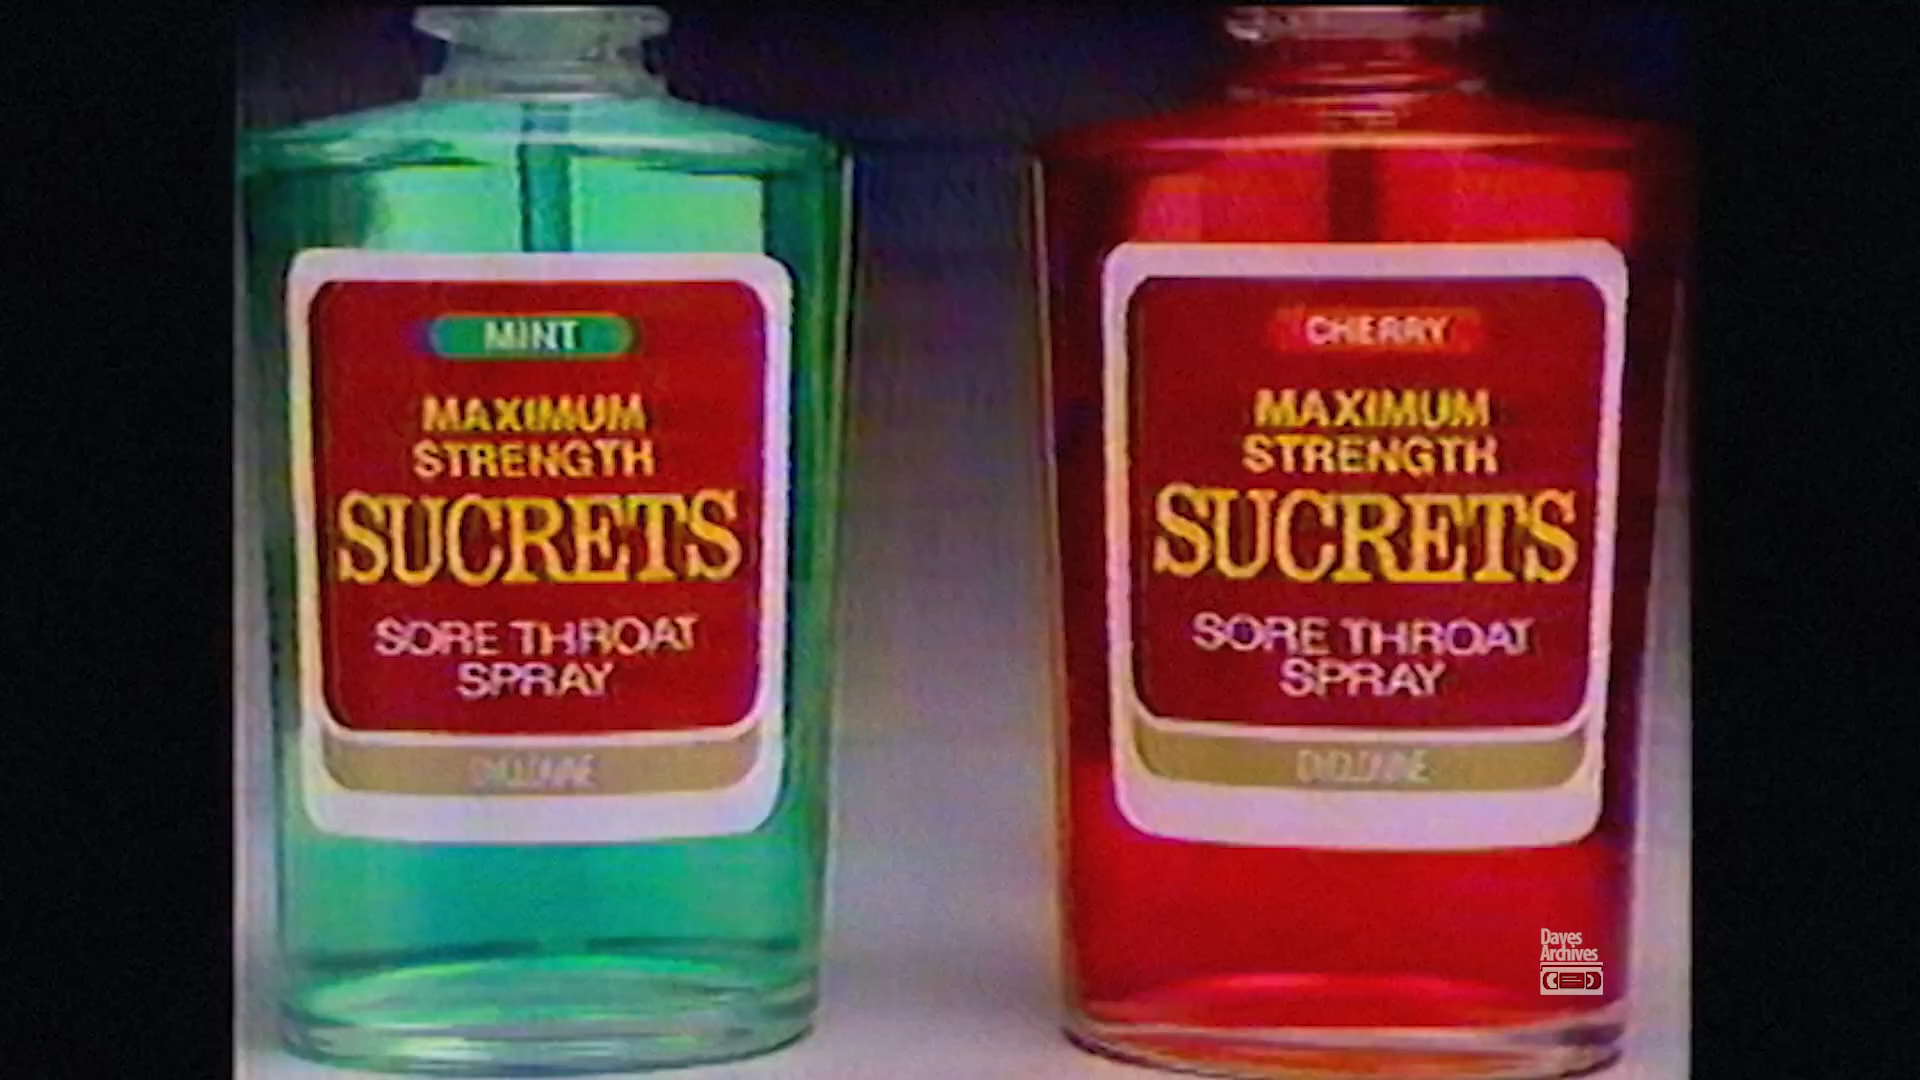 MINT
MAXIMUM
STRENGTH
SUCRETS
SORE THROAT
SPRAY
CHERRY
MAXIMUM
STRENGTH
SUCRETS
SORE THROAT
SPRAY
Daves
Archives